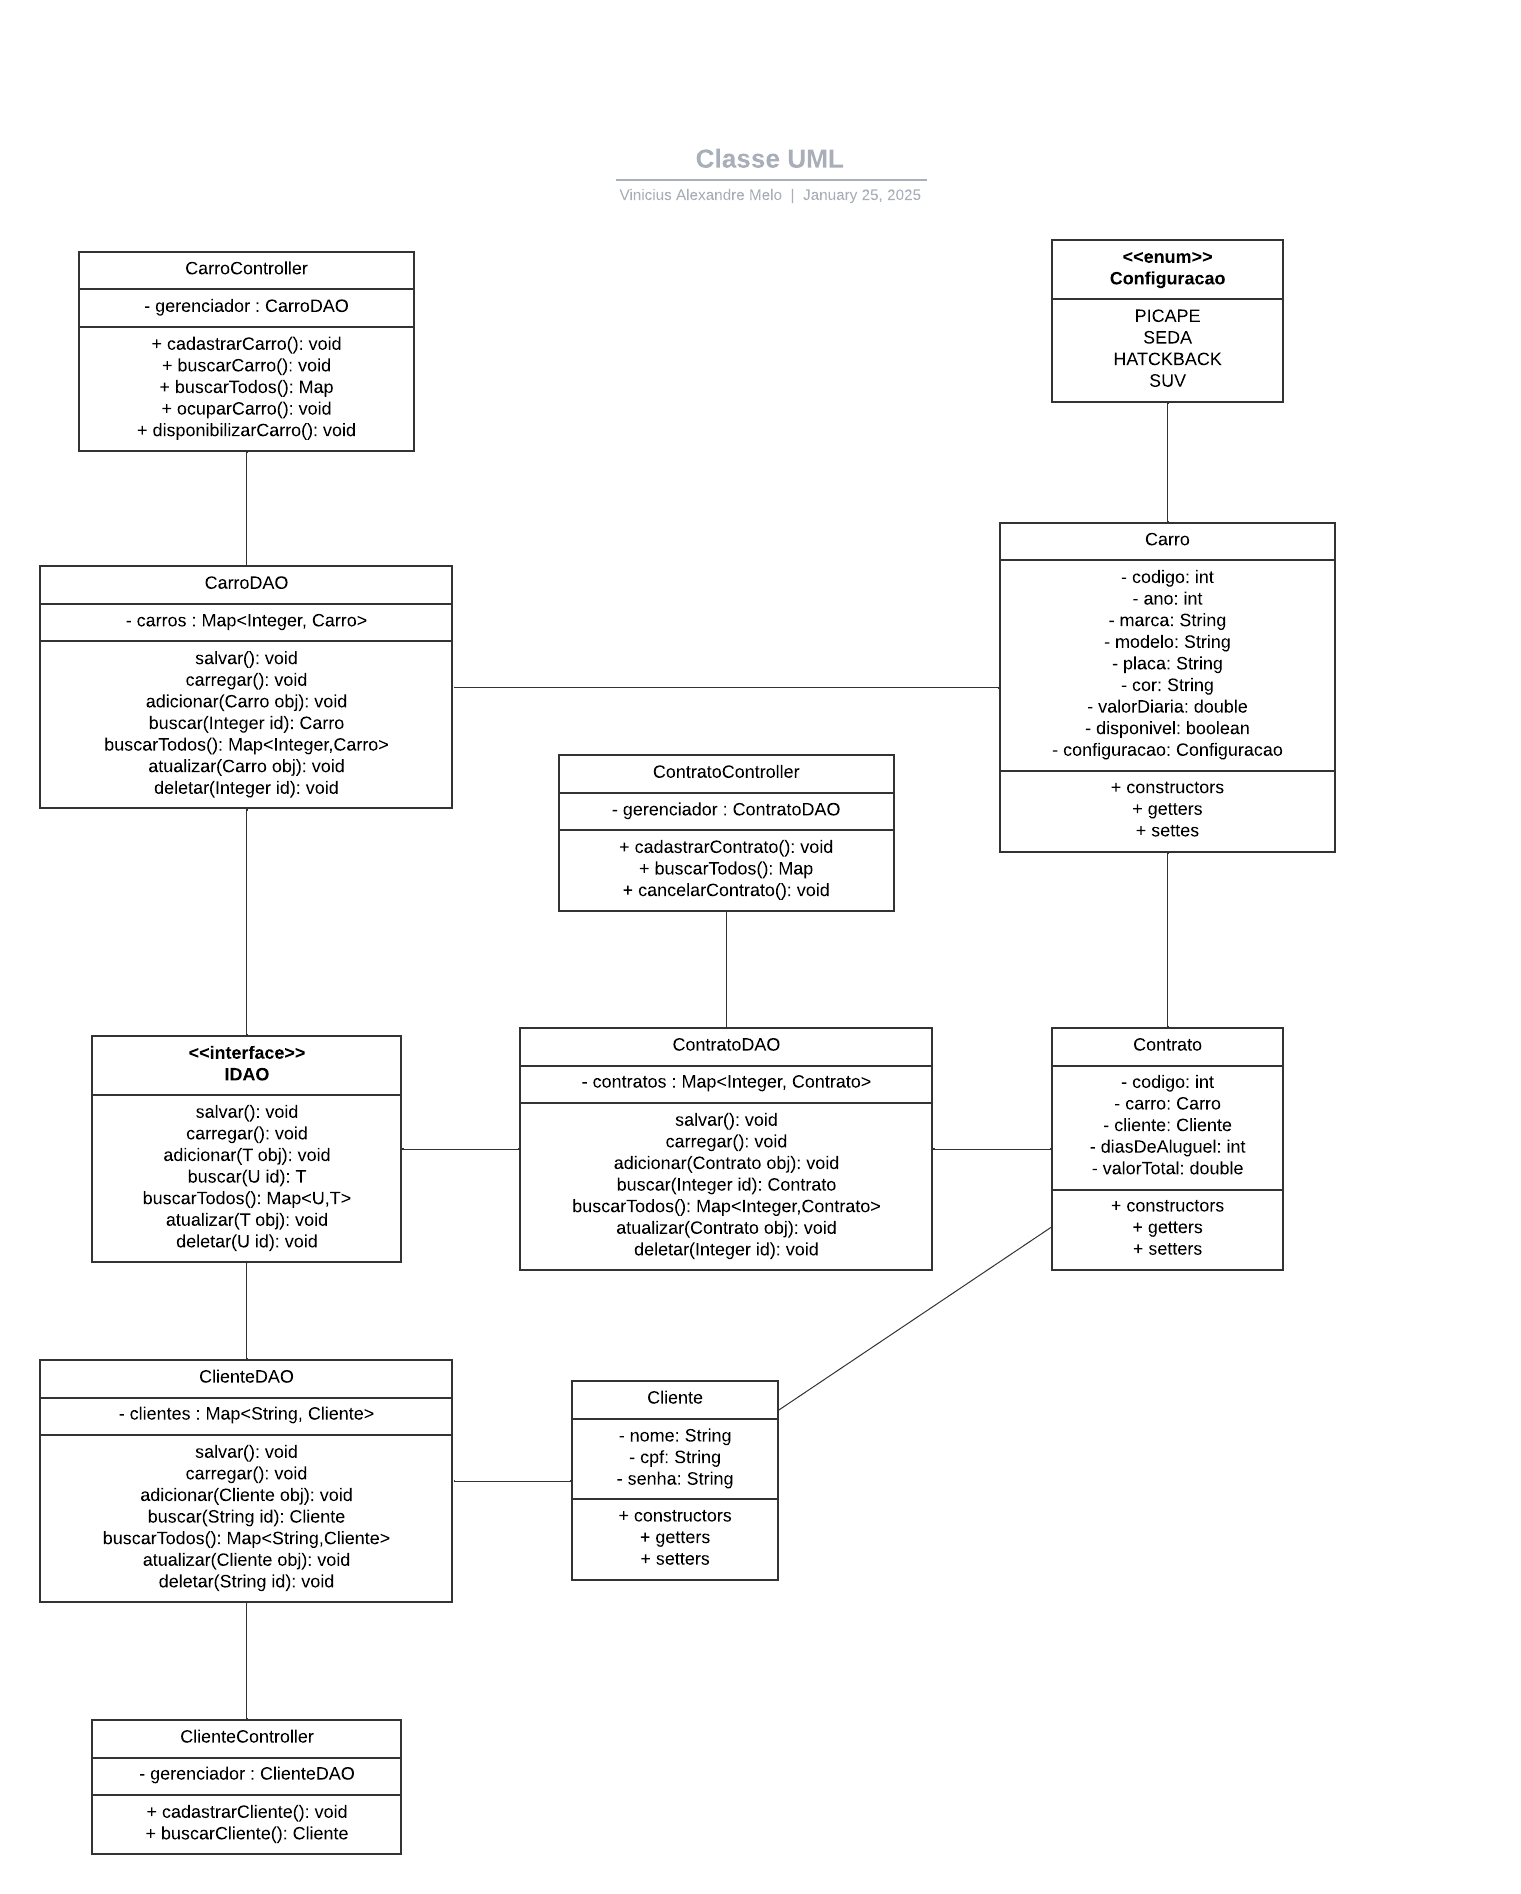 Classe UML
Vinicius Alexandre Melo | January 25, 2025
CarroController
- gerenciador : CarroDAO
+ cadastrarCarro(): void
+ buscarCarro(): void
+ buscarTodos(): Map
+ ocuparCarro(): void
+ disponibilizarCarro(): void
<<enum>>
Configuracao
PICAPE
SEDA
HATCKBACK
SUV
CarroDAO
- carros : Map<Integer, Carro>
salvar(): void
carregar(): void
adicionar(Carro obj): void
buscar(Integer id): Carro
buscarTodos(): Map<Integer,Carro>
atualizar(Carro obj): void
deletar(Integer id): void
Carro
- codigo: int
- ano: int
- marca: String
- modelo: String
- placa: String
- cor: String
- valorDiaria: double
- disponivel: boolean
- configuracao: Configuracao
+ constructors
+ getters
+ settes
ContratoController
- gerenciador : ContratoDAO
+ cadastrarContrato(): void
+ buscarTodos(): Map
+ cancelarContrato(): void
<<interface>>
IDAO
salvar(): void
carregar(): void
adicionar(T obj): void
buscar(U id): T
buscarTodos(): Map<U,T>
atualizar(T obj): void
deletar(U id): void
ContratoDAO
- contratos : Map<Integer, Contrato>
salvar(): void
carregar(): void
adicionar(Contrato obj): void
buscar(Integer id): Contrato
buscarTodos(): Map<Integer,Contrato>
atualizar(Contrato obj): void
deletar(Integer id): void
Contrato
- codigo: int
- carro: Carro
- cliente: Cliente
- diasDeAluguel: int
- valorTotal: double
+ constructors
+ getters
+ setters
ClienteDAO
- clientes : Map<String, Cliente>
salvar(): void
carregar(): void
adicionar(Cliente obj): void
buscar(String id): Cliente
buscarTodos(): Map<String,Cliente>
atualizar(Cliente obj): void
deletar(String id): void
Cliente
- nome: String
- cpf: String
- senha: String
+ constructors
+ getters
+ setters
ClienteController
- gerenciador : ClienteDAO
+ cadastrarCliente(): void
+ buscarCliente(): Cliente